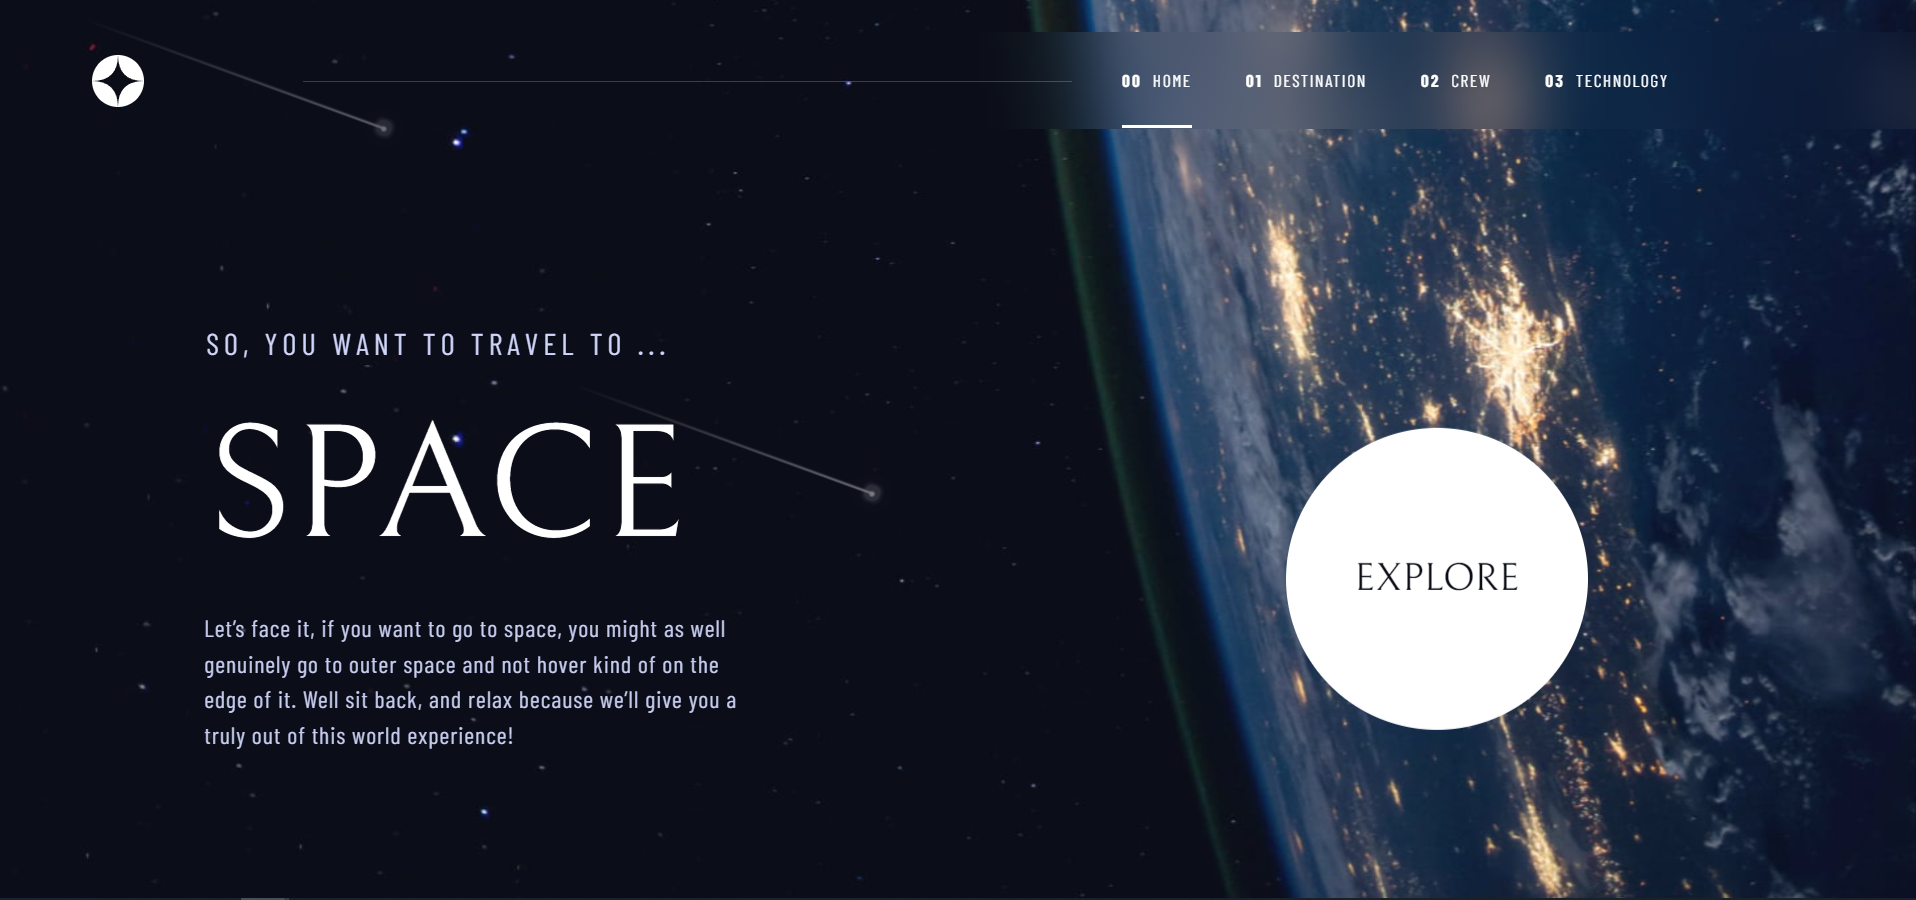 00 HOME 01 DESTINATION 02 CREW 03 TECHNOLOGY
SO, YOU WANT TO TRAVEL TO ...
SPACE
Let’s face it, if you want to go to space, you might as well
genuinely go to outer space and not hover kind of on the
edge of it. Well sit back, and relax because we’ll give you a
truly out of this world experience!
EXPLORE